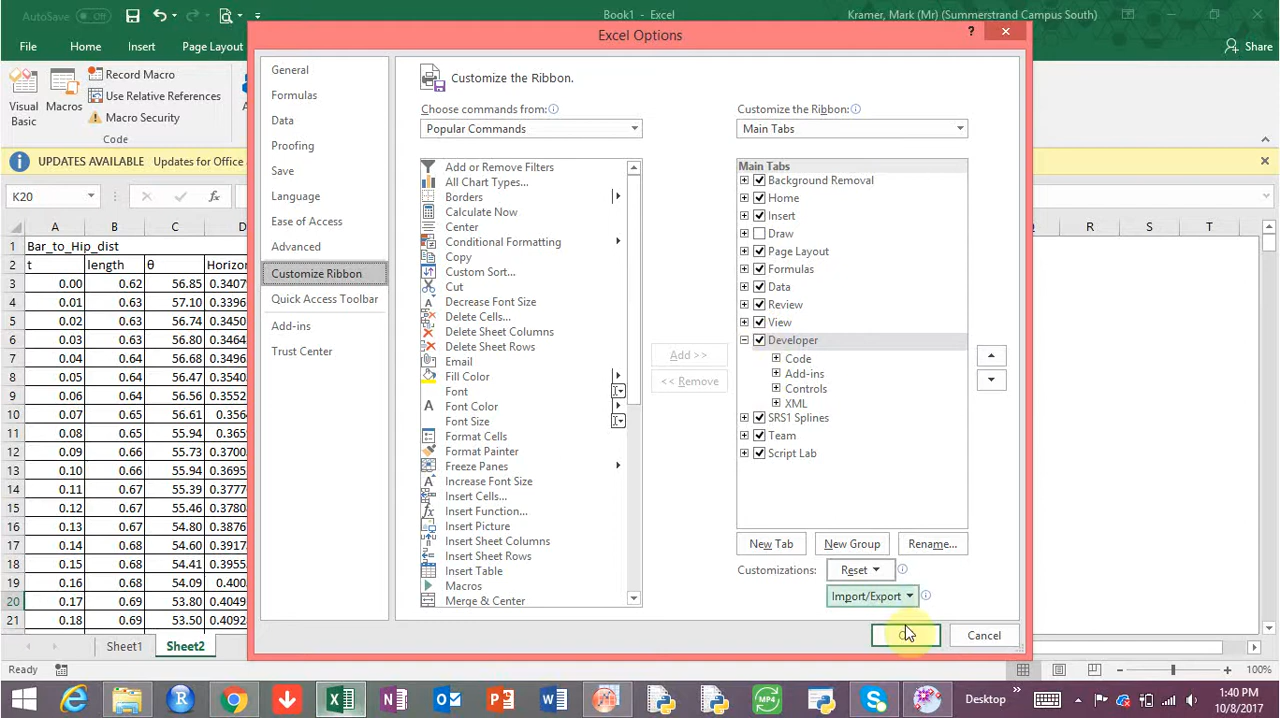 AutoSave Off
Book1 - Excel
Kramer, Mark (Mr) (Summerstrand Campus South)
Excel Options
?
File Home Insert Page Layout
Share
Record Macro
Use Relative References
Macro Security
Visual Basic
Macros
Code
UPDATES AVAILABLE Updates for Office
K20
fx
A B C D
R S T
1 Bar_to_Hip_dist
2 t length θ Horizon
3 0.00 0.62 56.85 0.3407
4 0.01 0.63 57.10 0.3396
5 0.02 0.63 56.74 0.3450
6 0.03 0.63 56.80 0.3464
7 0.04 0.64 56.68 0.3496
8 0.05 0.64 56.47 0.3540
9 0.06 0.64 56.56 0.3552
10 0.07 0.65 56.61 0.356
11 0.08 0.65 55.94 0.365
12 0.09 0.66 55.73 0.3700
13 0.10 0.66 55.94 0.3695
14 0.11 0.67 55.39 0.3777
15 0.12 0.67 55.46 0.3780
16 0.13 0.67 54.80 0.3876
17 0.14 0.68 54.60 0.3917
18 0.15 0.68 54.41 0.3955
19 0.16 0.68 54.09 0.400
20 0.17 0.69 53.80 0.4049
21 0.18 0.69 53.50 0.4092
General
Formulas
Data
Proofing
Save
Language
Ease of Access
Advanced
Customize Ribbon
Quick Access Toolbar
Add-ins
Trust Center
Customize the Ribbon.
Choose commands from:
Popular Commands
Add or Remove Filters
All Chart Types...
Borders
Calculate Now
Center
Conditional Formatting
Copy
Custom Sort...
Cut
Decrease Font Size
Delete Cells...
Delete Sheet Columns
Delete Sheet Rows
Email
Fill Color
Font
Font Color
Font Size
Format Cells
Format Painter
Freeze Panes
Increase Font Size
Insert Cells...
Insert Function...
Insert Picture
Insert Sheet Columns
Insert Sheet Rows
Insert Table
Macros
Merge & Center
Add >>
<< Remove
Customize the Ribbon:
Main Tabs
Main Tabs
Background Removal
Home
Insert
Draw
Page Layout
Formulas
Data
Review
View
Developer
Code
Add-ins
Controls
XML
SRS1 Splines
Team
Script Lab
New Tab New Group Rename...
Customizations: Reset
Import/Export
Cancel
Sheet1 Sheet2
Ready
100%
Desktop
1:40 PM
10/8/2017